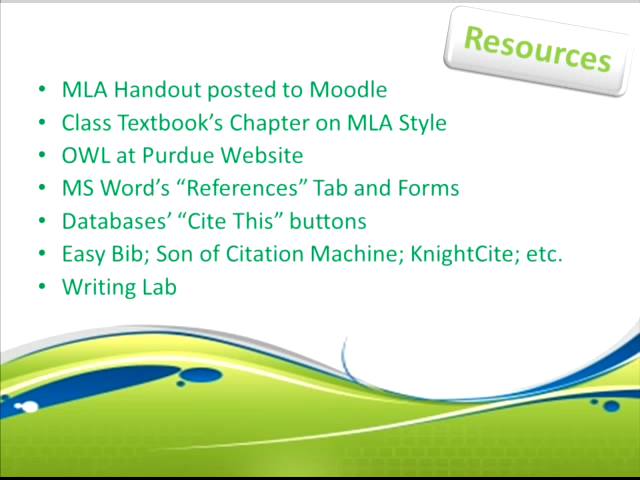 Resources
• MLA Handout posted to Moodle
• Class Textbook’s Chapter on MLA Style
• OWL at Purdue Website
• MS Word’s “References” Tab and Forms
• Databases’ “Cite This” buttons
• Easy Bib; Son of Citation Machine; KnightCite; etc.
• Writing Lab